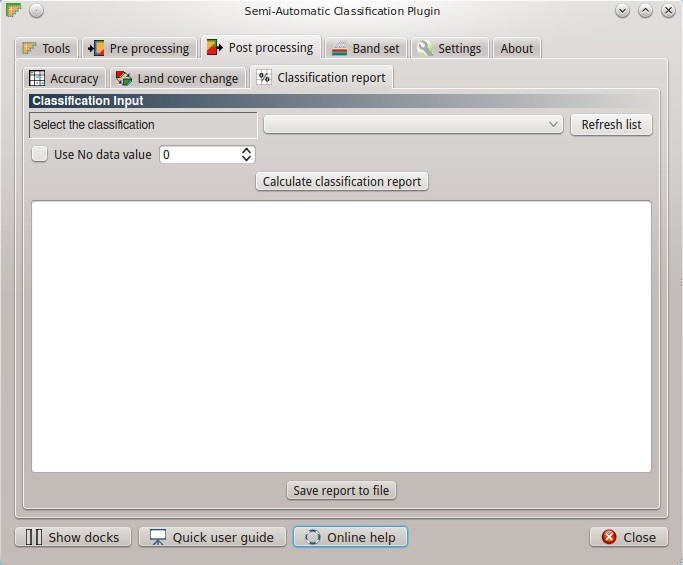 Semi-Automatic Classification Plugin
Tools Pre processing Post processing Band set Settings About
Accuracy Land cover change % Classification report
Classification Input
Select the classification Refresh list
Use No data value 0
Calculate classification report
Save report to file
Show docks Quick user guide Online help Close